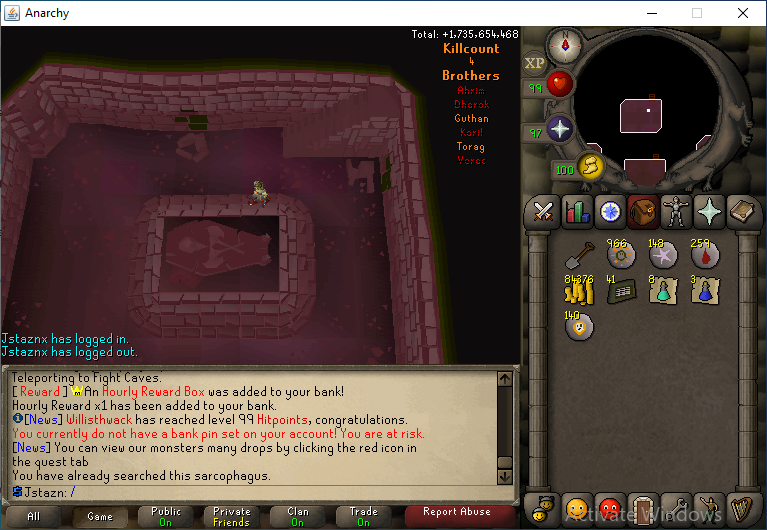 Anarchy
Total: +1,735,654,468
Killcount
4
Brothers
Ahrim
Dharok
Guthan
Karil
Torag
Verac
N
XP
99
97
100
966
148
259
84376
41
8
3
140
Jstaznx has logged in.
Jstaznx has logged out.
Teleporting to Fight Caves.
[ Reward ] An Hourly Reward Box was added to your bank!
Hourly Reward x1 has been added to your bank.
[News] Willisthwack has reached level 99 Hitpoints, congratulations.
You currently do not have a bank pin set on your account! You are at risk.
[News] You can view our monsters many drops by clicking the red icon in
the quest tab
You have already searched this sarcophagus.
Jstazn: /
All
Game
Public
On
Private
Friends
Clan
On
Trade
On
Report Abuse
Activate Windows